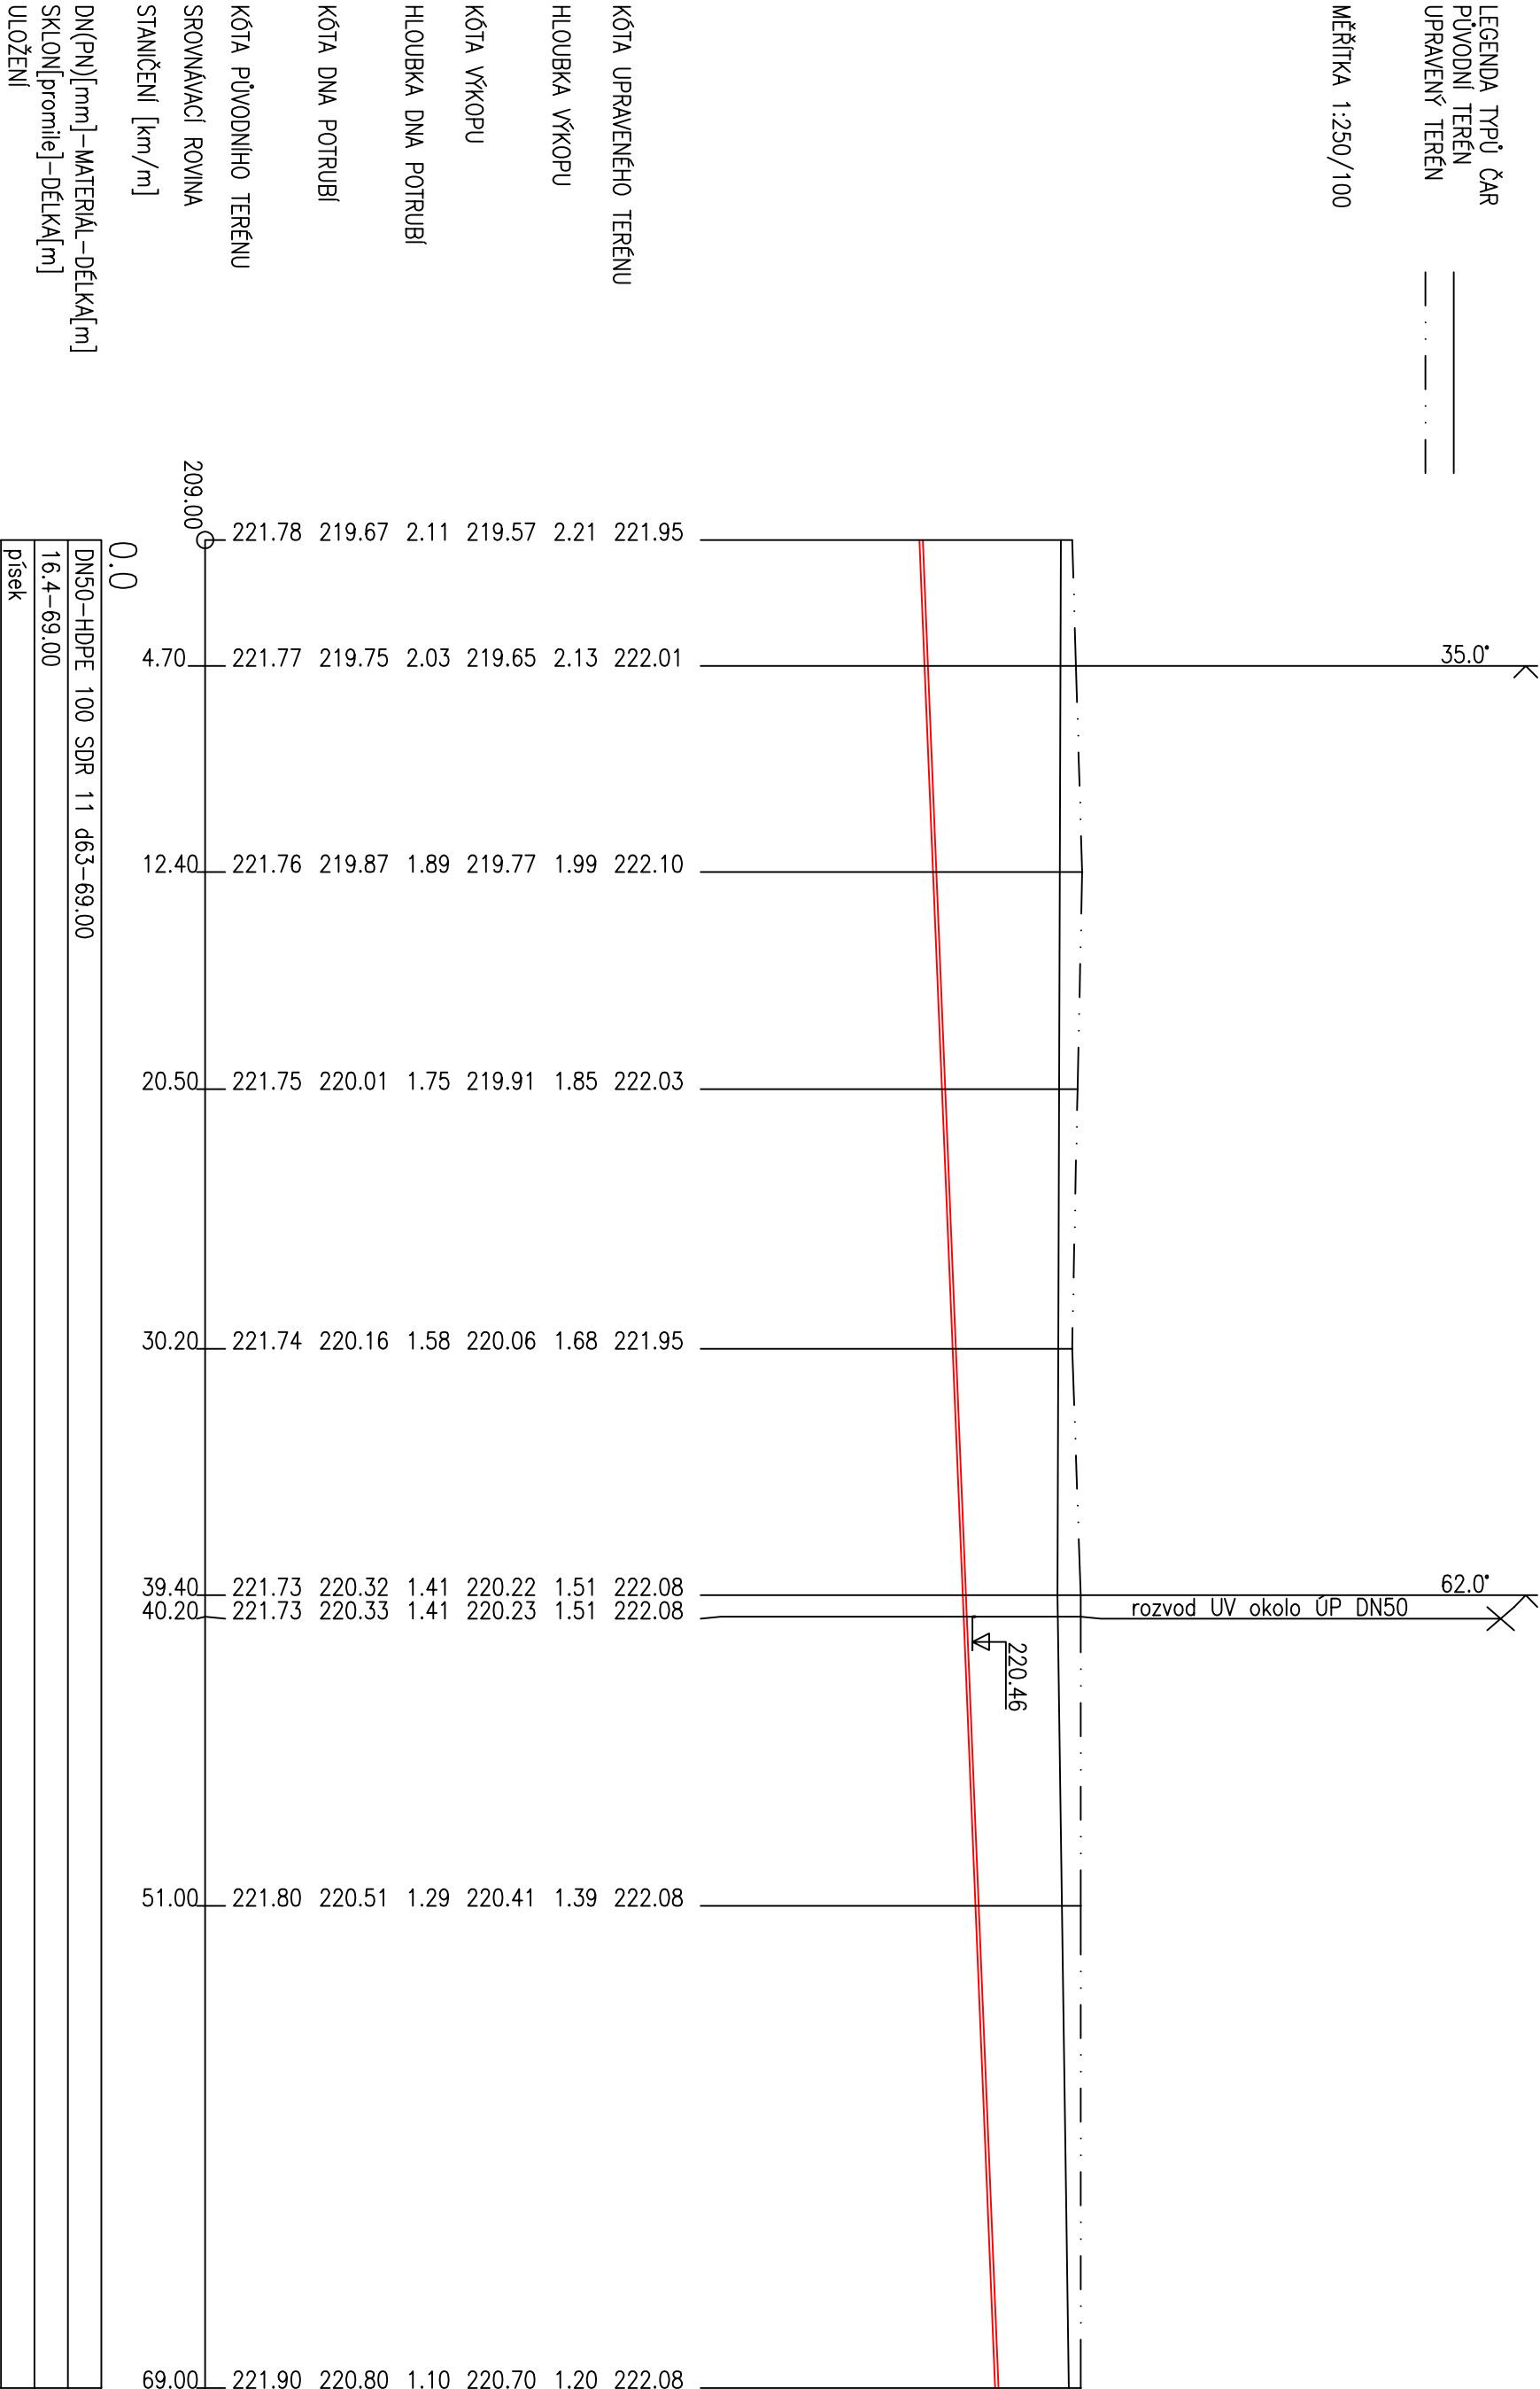 LEGENDA TYPŮ ČAR
PŮVODNÍ TERÉN
UPRAVENÝ TERÉN
MĚŘÍTKA 1:250/100
35.0°
62.0°
rozvod UV okolo ÚP DN50
220.46
KÓTA UPRAVENÉHO TERÉNU
221.95 222.01 222.10 222.03 221.95 222.08 222.08 222.08 222.08
HLOUBKA VÝKOPU
2.21 2.13 1.99 1.85 1.68 1.51 1.51 1.39 1.20
KÓTA VÝKOPU
219.57 219.65 219.77 219.91 220.06 220.22 220.23 220.41 220.70
HLOUBKA DNA POTRUBÍ
2.11 2.03 1.89 1.75 1.58 1.41 1.41 1.29 1.10
KÓTA DNA POTRUBÍ
219.67 219.75 219.87 220.01 220.16 220.32 220.33 220.51 220.80
KÓTA PŮVODNÍHO TERÉNU
221.78 221.77 221.76 221.75 221.74 221.73 221.73 221.80 221.90
SROVNÁVACÍ ROVINA
209.00
STANIČENÍ [km/m]
0.0 4.70 12.40 20.50 30.20 39.40 40.20 51.00 69.00
DN(PN)[mm]-MATERIÁL-DÉLKA[m]
DN50-HDPE 100 SDR 11 d63-69.00
SKLON[promile]-DÉLKA[m]
16.4-69.00
ULOŽENÍ
písek